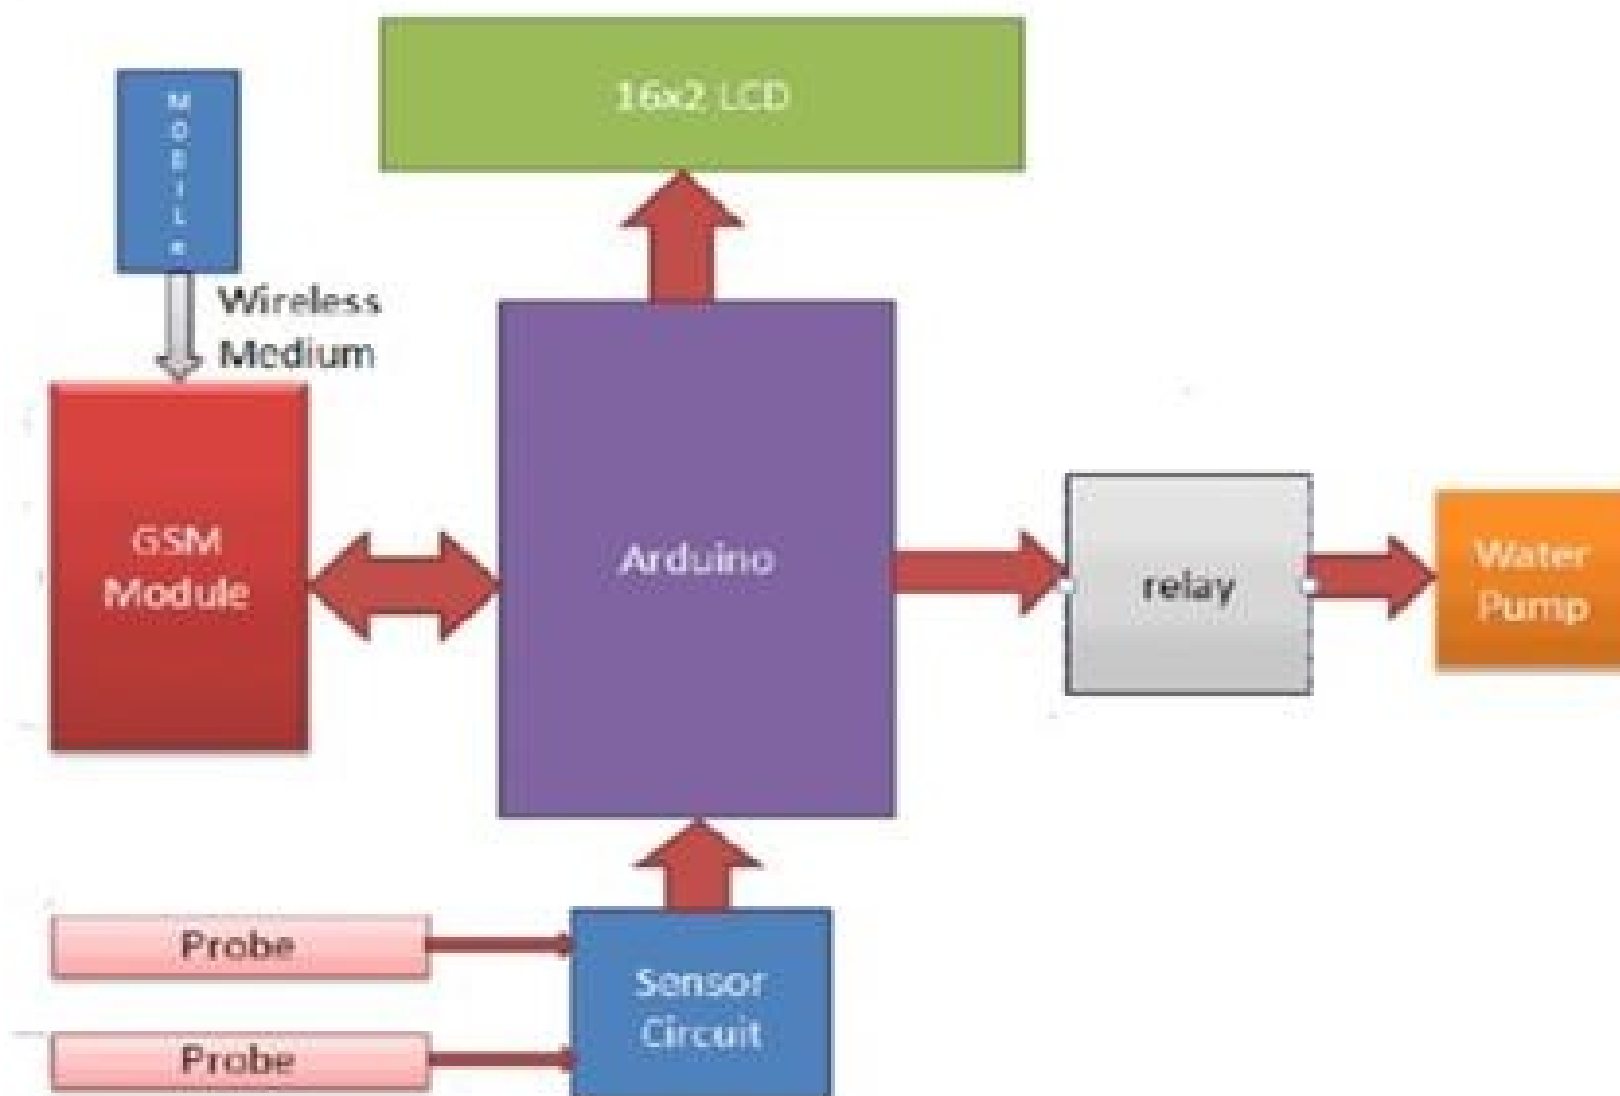 16x2 LCD
M
O
B
I
L
e
Wireless
Medium
GSM
Module
Arduino
relay
Water
Pump
Probe
Sensor
Circuit
Probe